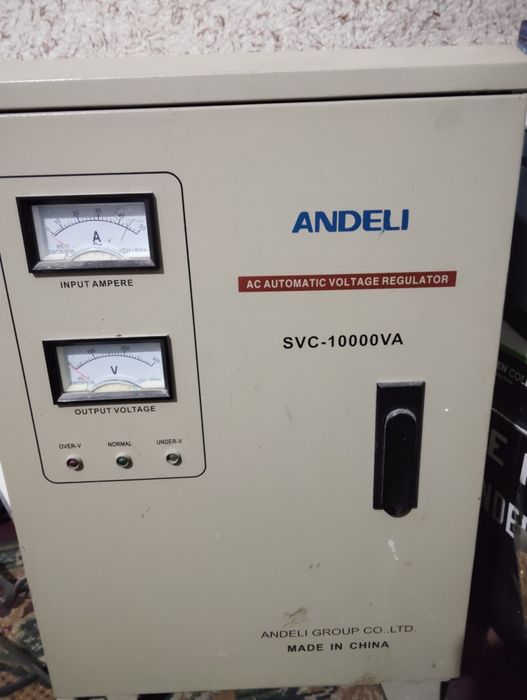 ANDELI
AC AUTOMATIC VOLTAGE REGULATOR
SVC-10000VA
A
INPUT AMPERE
V
OUTPUT VOLTAGE
OVER-V NORMAL UNDER-V
ANDELI GROUP CO.,LTD.
MADE IN CHINA